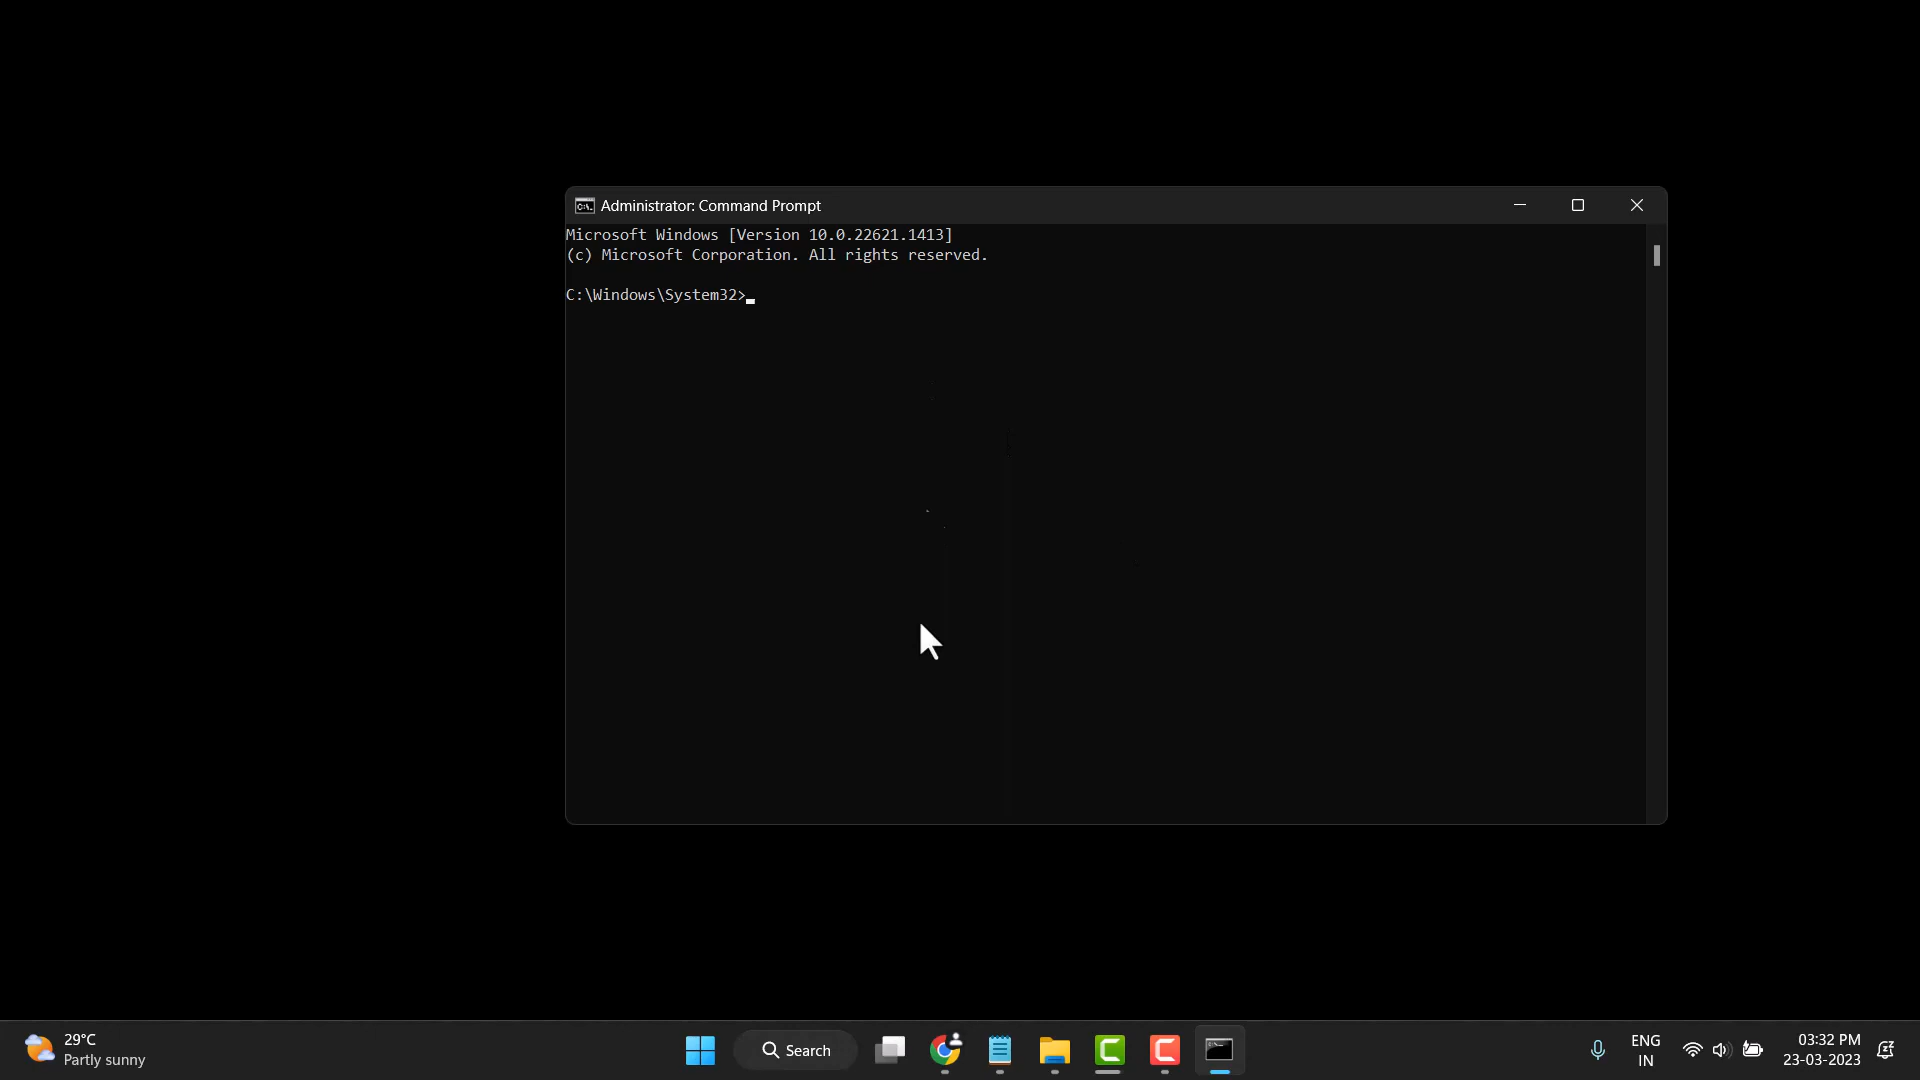 Administrator: Command Prompt
Microsoft Windows [Version 10.0.22621.1413]
(c) Microsoft Corporation. All rights reserved.
C:\Windows\System32>
29°C
Partly sunny
Search
ENG
IN
03:32 PM
23-03-2023